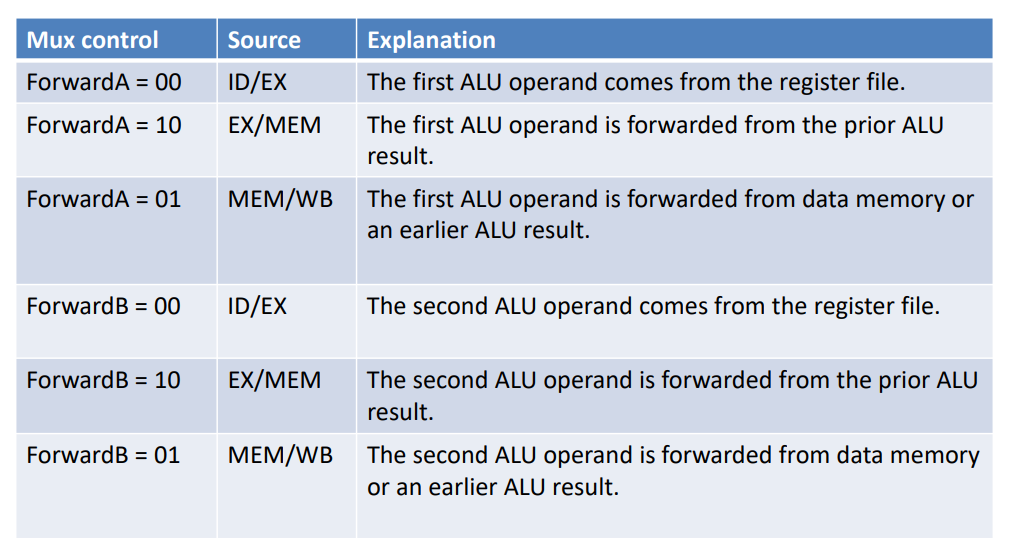 Mux control Source Explanation
ForwardA = 00 ID/EX The first ALU operand comes from the register file.
ForwardA = 10 EX/MEM The first ALU operand is forwarded from the prior ALU
result.
ForwardA = 01 MEM/WB The first ALU operand is forwarded from data memory or
an earlier ALU result.
ForwardB = 00 ID/EX The second ALU operand comes from the register file.
ForwardB = 10 EX/MEM The second ALU operand is forwarded from the prior ALU
result.
ForwardB = 01 MEM/WB The second ALU operand is forwarded from data memory
or an earlier ALU result.